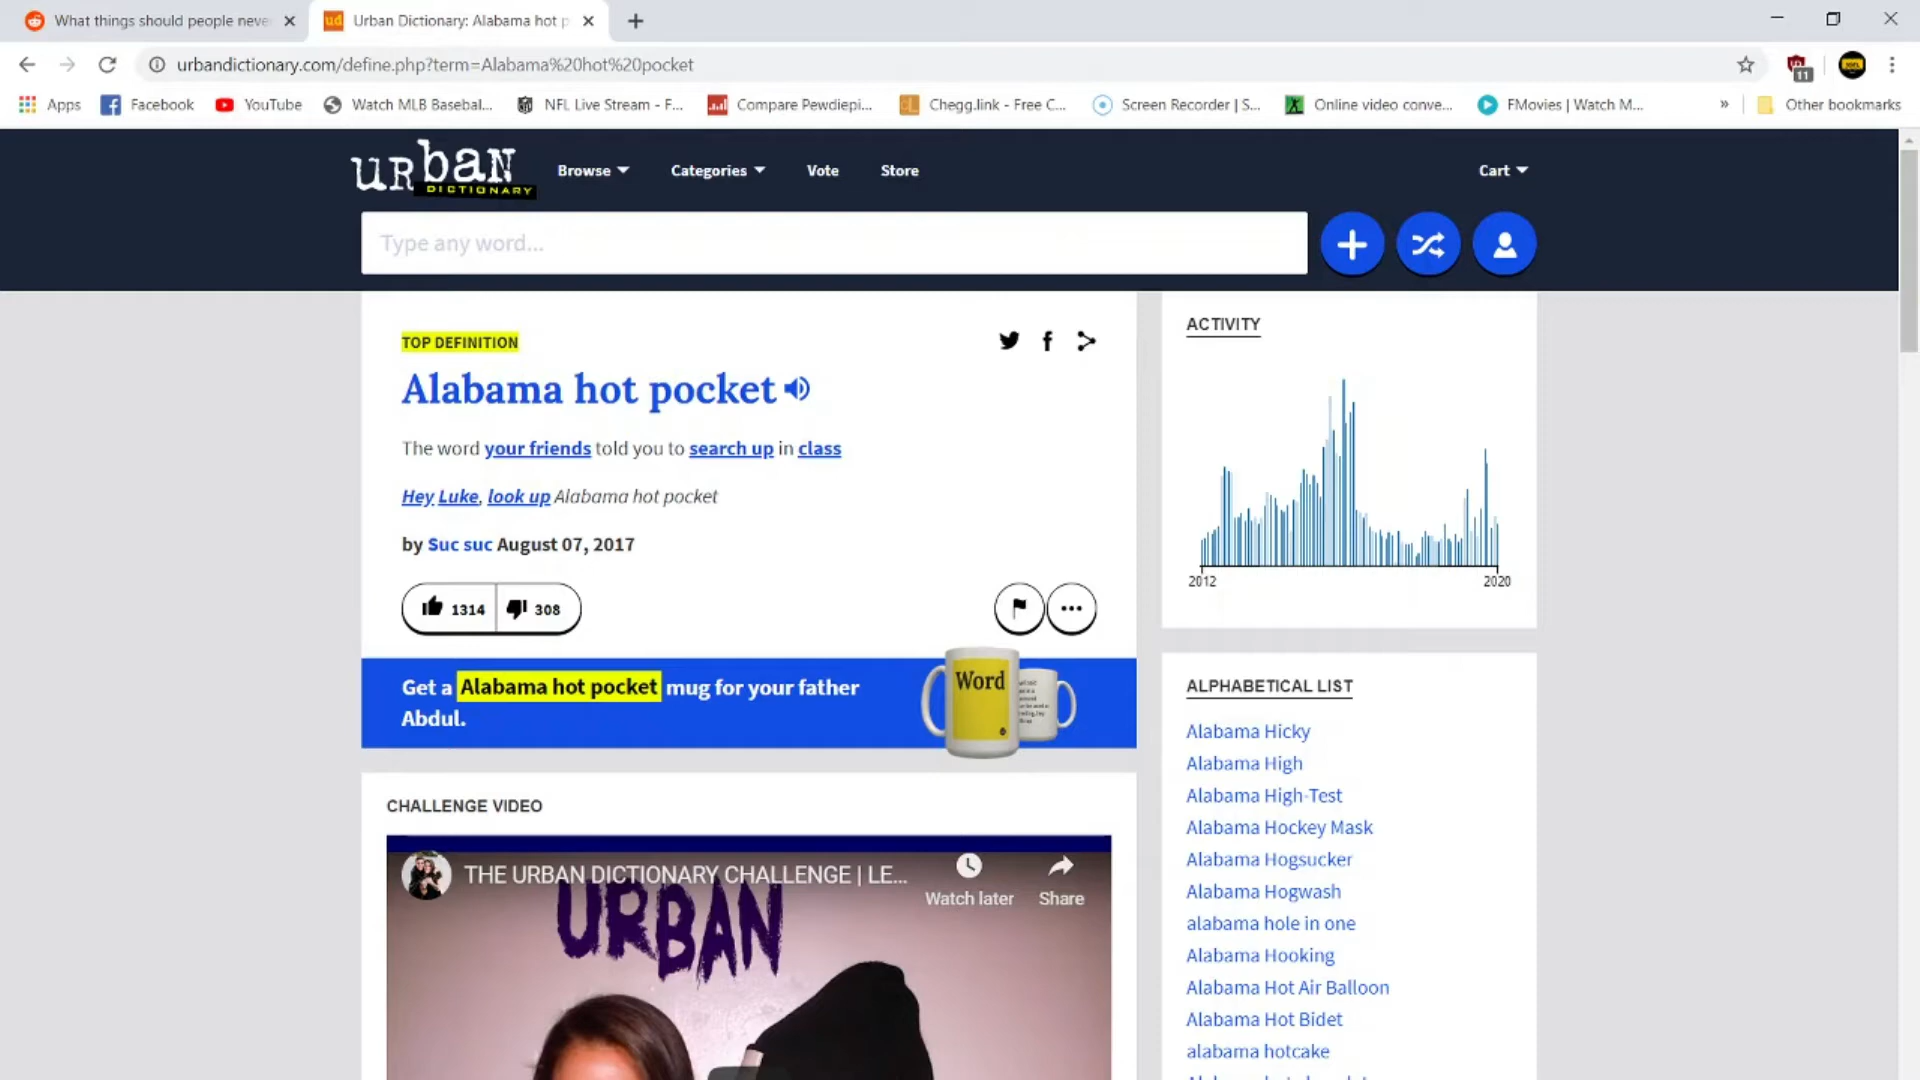 What things should people neve
Urban Dictionary: Alabama hot p
urbandictionary.com/define.php?term=Alabama%20hot%20pocket
11
Apps
Facebook
YouTube
Watch MLB Basebal...
NFL Live Stream - F...
Compare Pewdiepi...
Chegg.link - Free C...
Screen Recorder | S...
Online video conve...
FMovies | Watch M...
»
Other bookmarks
urban
DICTIONARY
Browse
Categories
Vote
Store
Cart
Type any word...
TOP DEFINITION
Alabama hot pocket
The word your friends told you to search up in class
Hey Luke, look up Alabama hot pocket
by Suc suc August 07, 2017
1314
308
Get a Alabama hot pocket mug for your father
Abdul.
Word
CHALLENGE VIDEO
THE URBAN DICTIONARY CHALLENGE | LE...
Watch later
Share
URBAN
ACTIVITY
2012
2020
ALPHABETICAL LIST
Alabama Hicky
Alabama High
Alabama High-Test
Alabama Hockey Mask
Alabama Hogsucker
Alabama Hogwash
alabama hole in one
Alabama Hooking
Alabama Hot Air Balloon
Alabama Hot Bidet
alabama hotcake